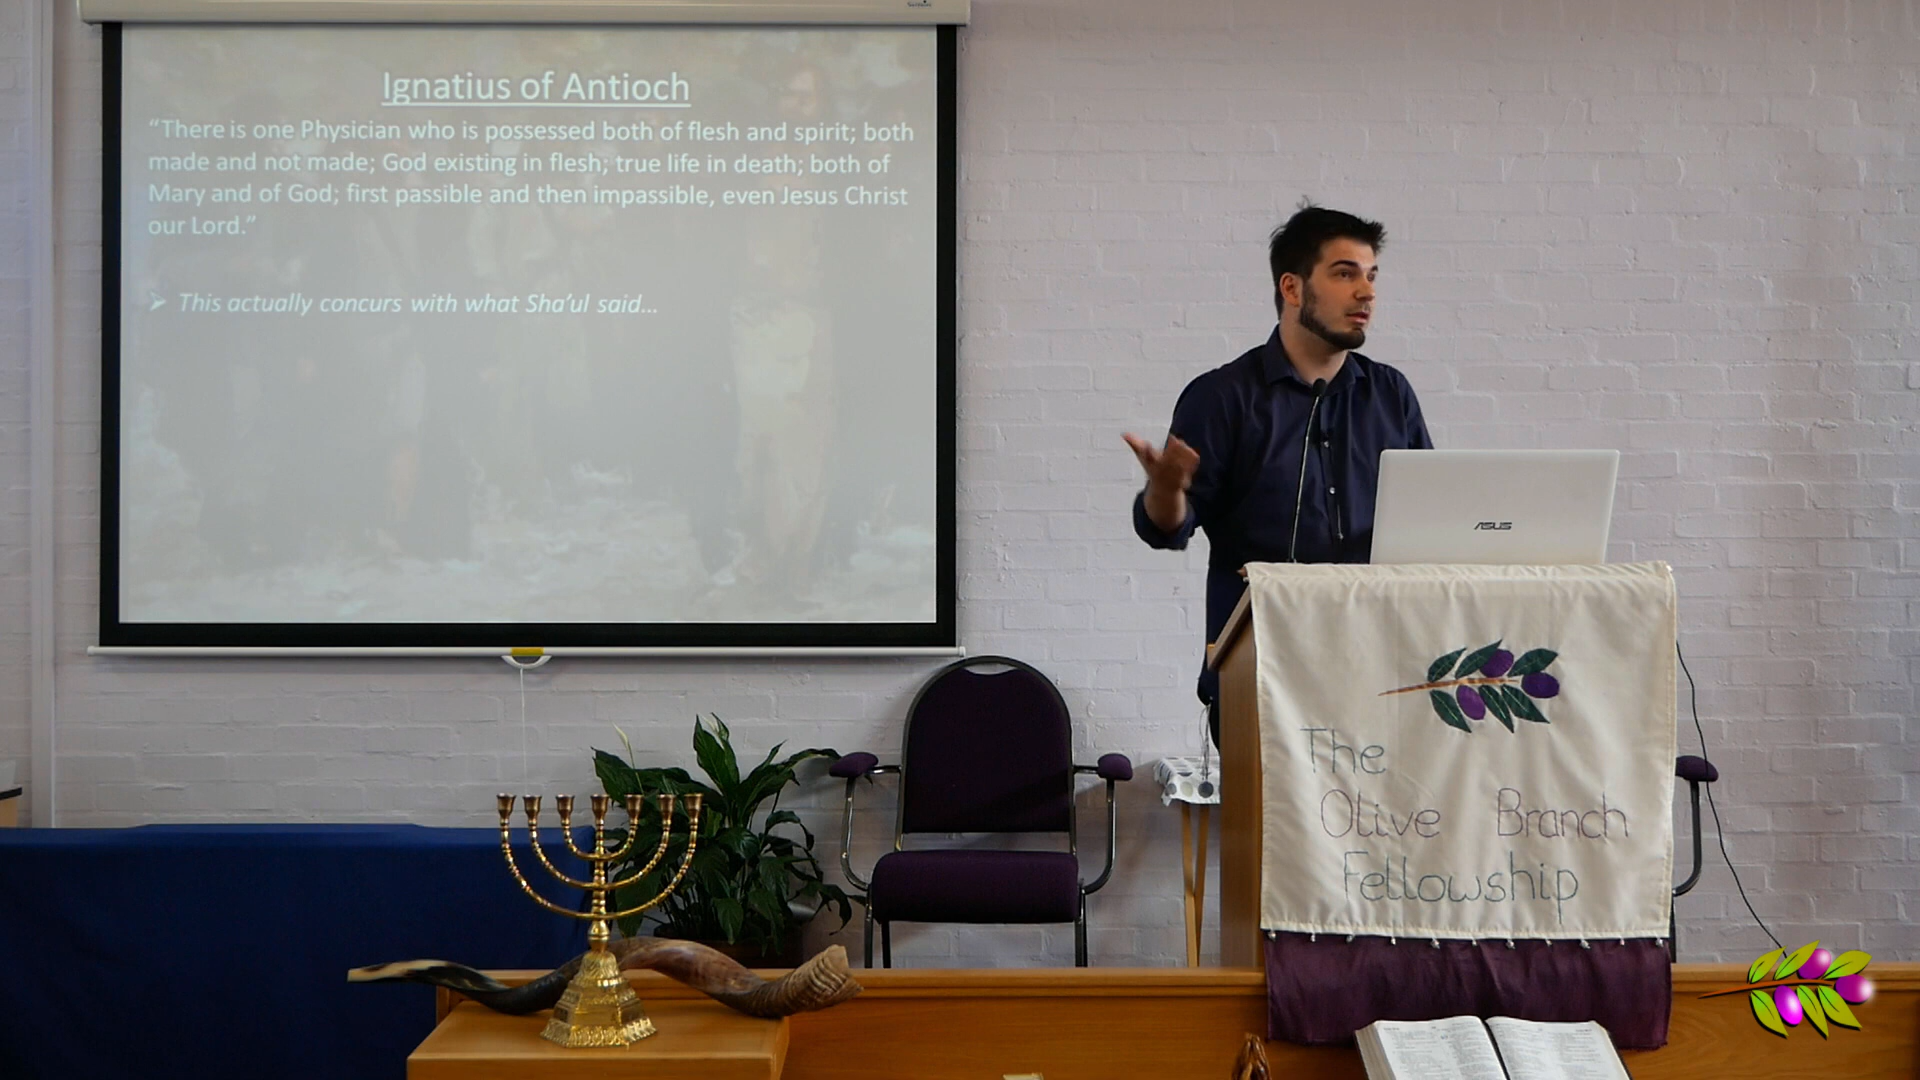 Ignatius of Antioch
“There is one Physician who is possessed both of flesh and spirit; both
made and not made; God existing in flesh; true life in death; both of
Mary and of God; first passible and then impassible, even Jesus Christ
our Lord.”
➢ This actually concurs with what Sha’ul said…
ASUS
The
Olive Branch
Fellowship